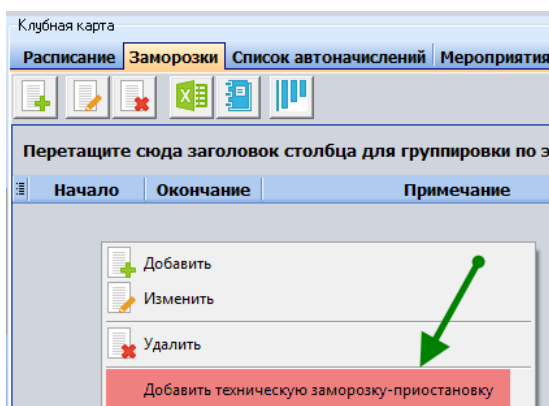 Клубная карта
Расписание Заморозки Список автоначислений Мероприятия
Перетащите сюда заголовок столбца для группировки по э
Начало Окончание Примечание
Добавить
Изменить
Удалить
Добавить техническую заморозку-приостановку